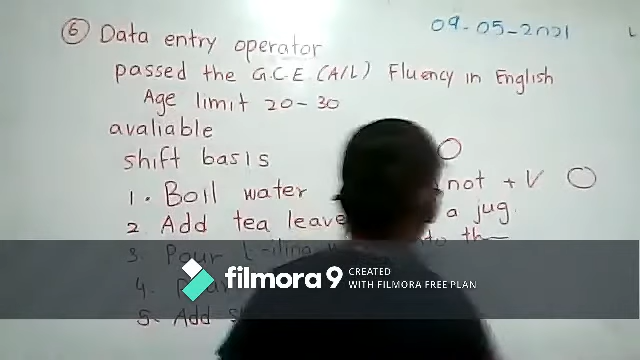 09-05-2021
⑥ Data entry operator
passed the G.C.E (A/L) Fluency in English
Age limit 20-30
avaliable
shift basis
1. Boil water not + V
2. Add tea leave a jug.
3. Pour
4.
5. Add
filmora 9 CREATED
WITH FILMORA FREE PLAN